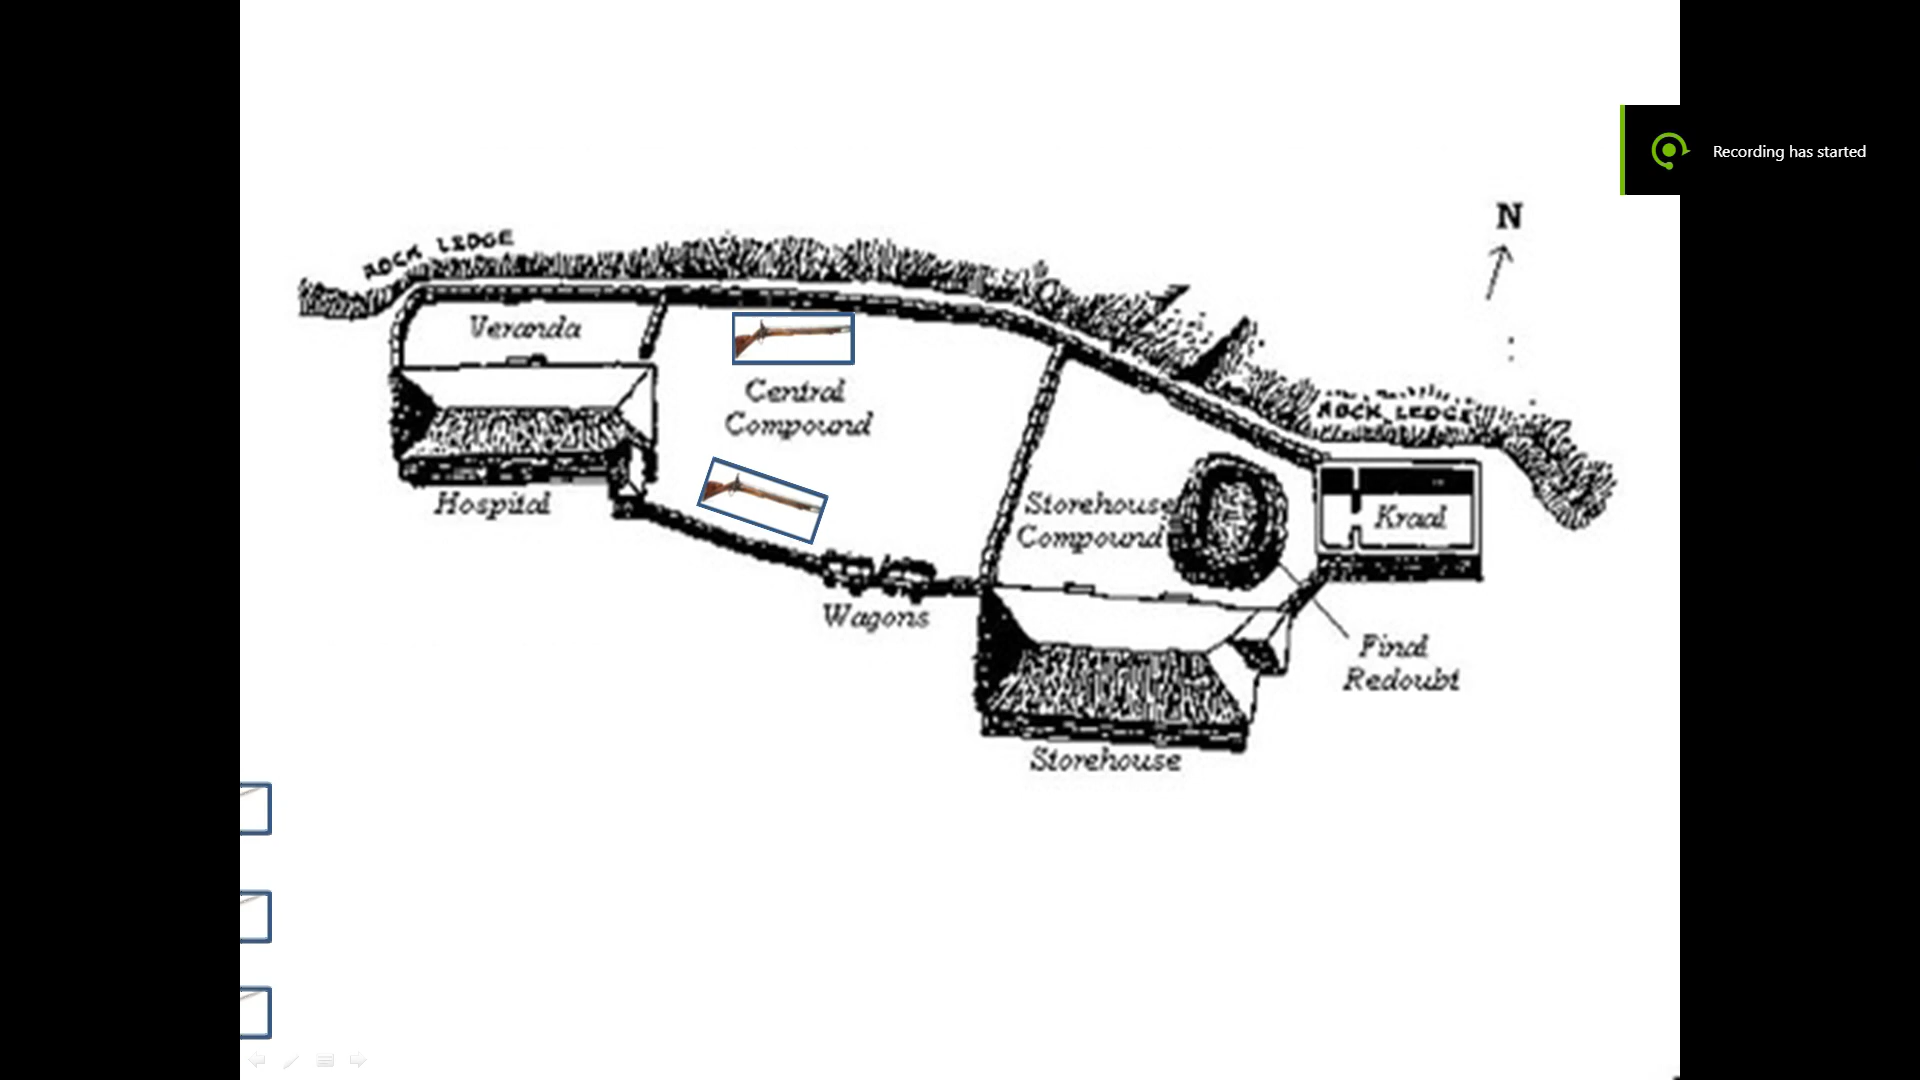 Recording has started
N
ROCK LEDGE
Veranda
Central
Compound
ROCK LEDGE
Hospital
Storehouse
Compound
Kraal
Wagons
Final
Redoubt
Storehouse